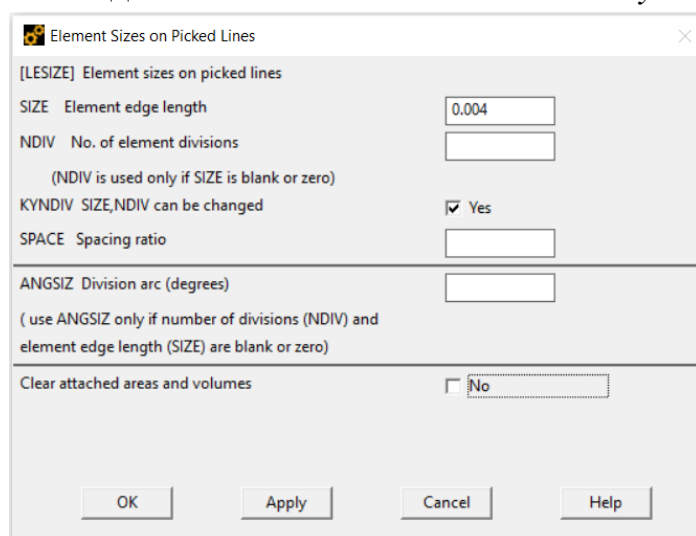 Element Sizes on Picked Lines
[LESIZE] Element sizes on picked lines
SIZE Element edge length 0.004
NDIV No. of element divisions
(NDIV is used only if SIZE is blank or zero)
KYNDIV SIZE,NDIV can be changed Yes
SPACE Spacing ratio
ANGSIZ Division arc (degrees)
( use ANGSIZ only if number of divisions (NDIV) and
element edge length (SIZE) are blank or zero)
Clear attached areas and volumes No
OK Apply Cancel Help